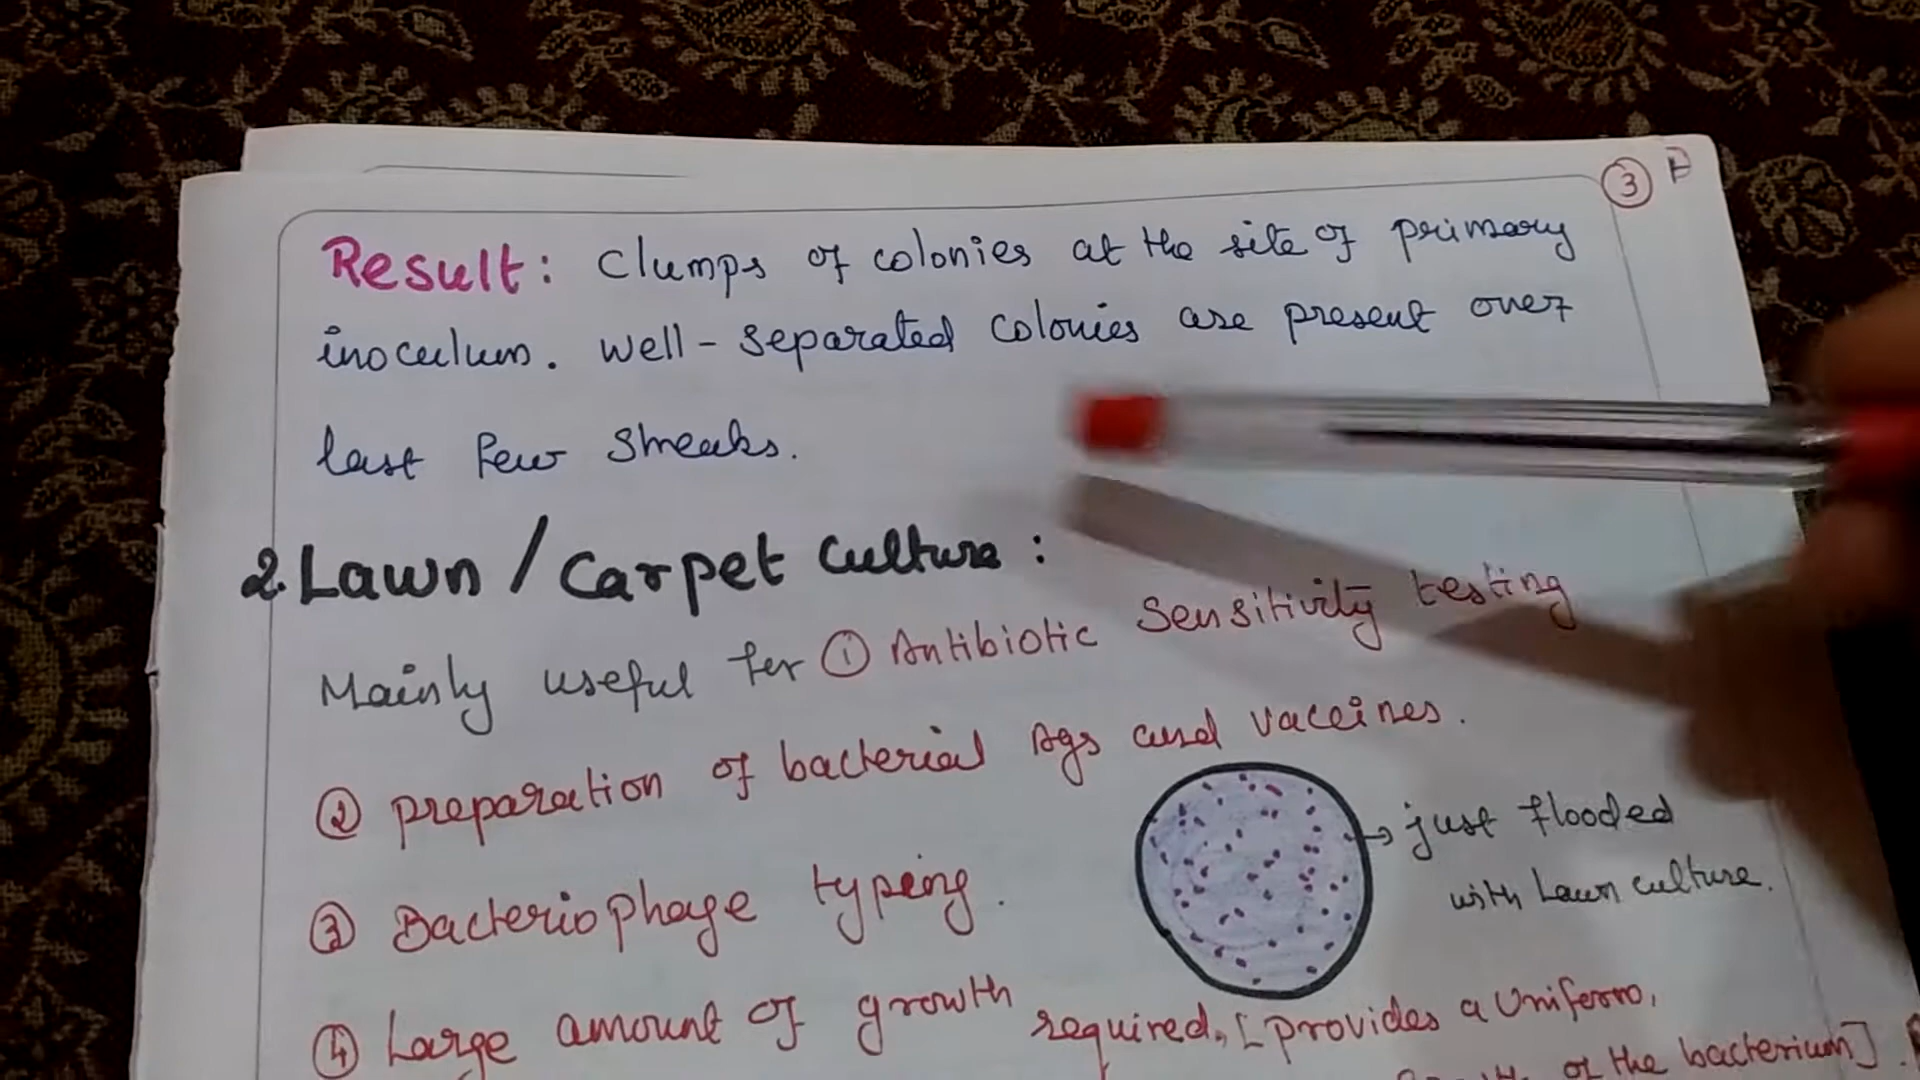 3
Result: Clumps of colonies at the site of primary
inoculum. Well-separated colonies are present over
last few streaks.
2. Lawn / Carpet Culture:
Mainly useful for ① Antibiotic Sensitivity testing
② preparation of bacterial Ags and vaccines.
③ Bacteriophage typing.
→ just flooded
with Lawn culture.
④ Large amount of growth required, [provides a Uniform,
of the bacterium].